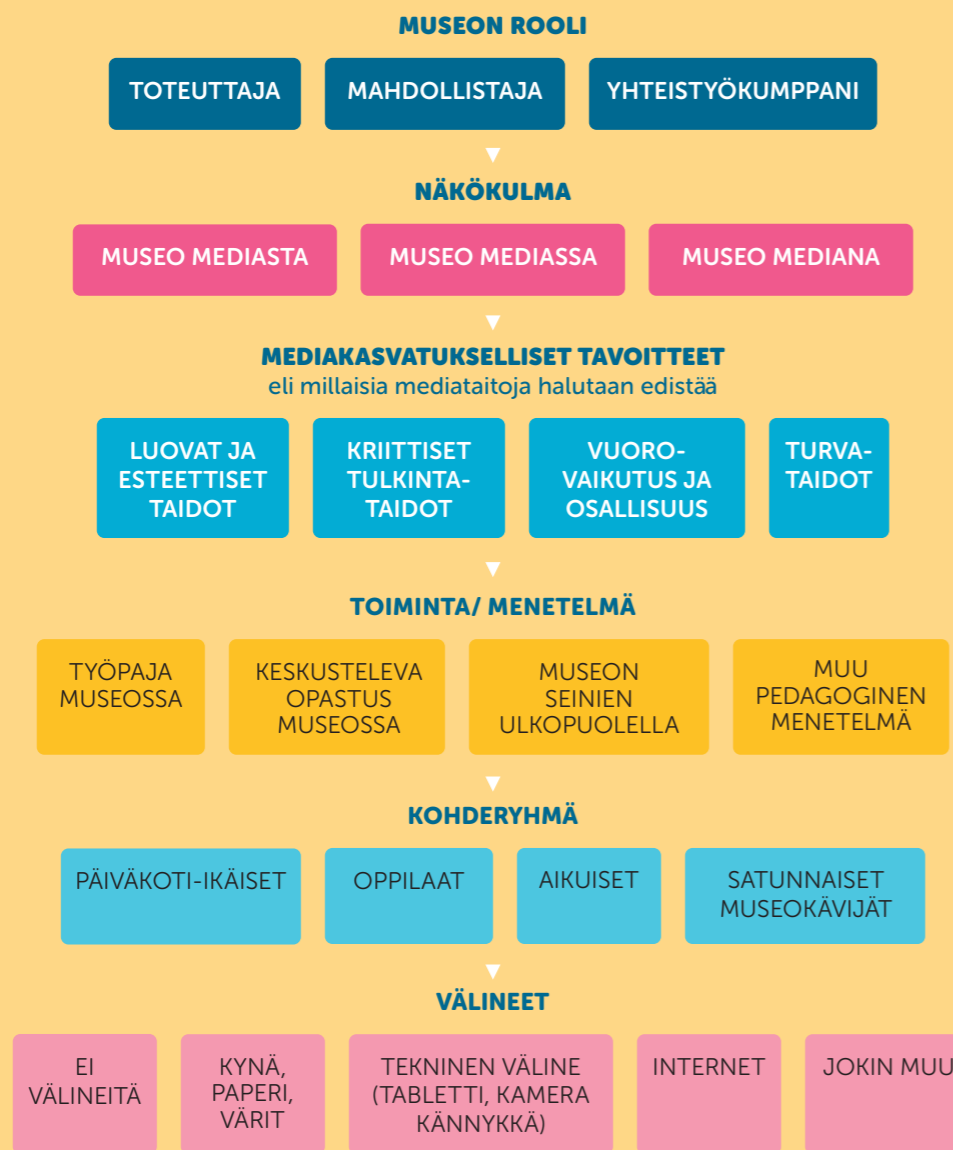 MUSEON ROOLI
TOTEUTTAJA
MAHDOLLISTAJA
YHTEISTYÖKUMPPANI
NÄKÖKULMA
MUSEO MEDIASTA
MUSEO MEDIASSA
MUSEO MEDIANA
MEDIAKASVATUKSELLISET TAVOITTEET
eli millaisia mediataitoja halutaan edistää
LUOVAT JA
ESTEETTISET
TAIDOT
KRIITTISET
TULKINTA-
TAIDOT
VUORO-
VAIKUTUS JA
OSALLISUUS
TURVA-
TAIDOT
TOIMINTA/ MENETELMÄ
TYÖPAJA
MUSEOSSA
KESKUSTELEVA
OPASTUS
MUSEOSSA
MUSEON
SEINIEN
ULKOPUOLELLA
MUU
PEDAGOGINEN
MENETELMÄ
KOHDERYHMÄ
PÄIVÄKOTI-IKÄISET
OPPILAAT
AIKUISET
SATUNNAISET
MUSEOKÄVIJÄT
VÄLINEET
EI
VÄLINEITÄ
KYNÄ,
PAPERI,
VÄRIT
TEKNINEN VÄLINE
(TABLETTI, KAMERA
KÄNNYKKÄ)
INTERNET
JOKIN MUU